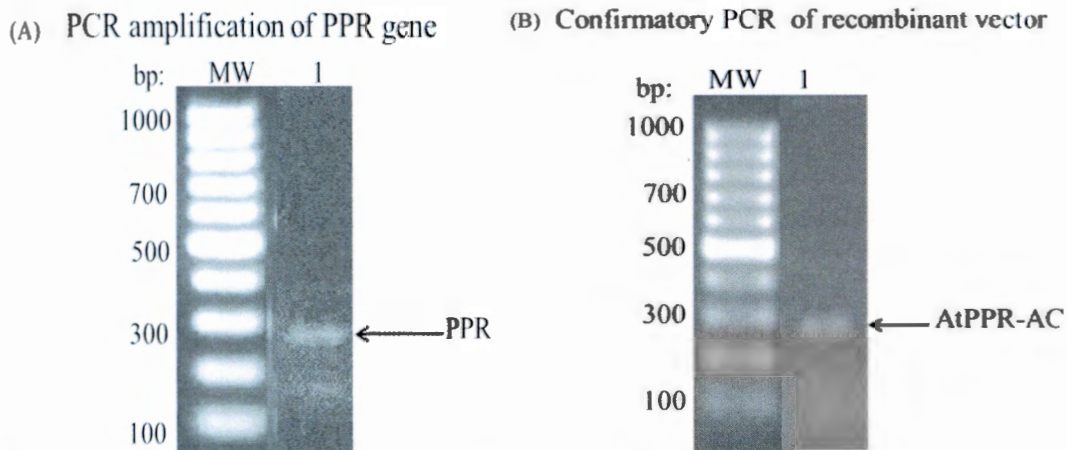 (A) PCR amplification of PPR gene
bp: MW 1
1000
700
500
300
100
PPR
(B) Confirmatory PCR of recombinant vector
bp: MW 1
1000
700
500
300
100
AtPPR-AC